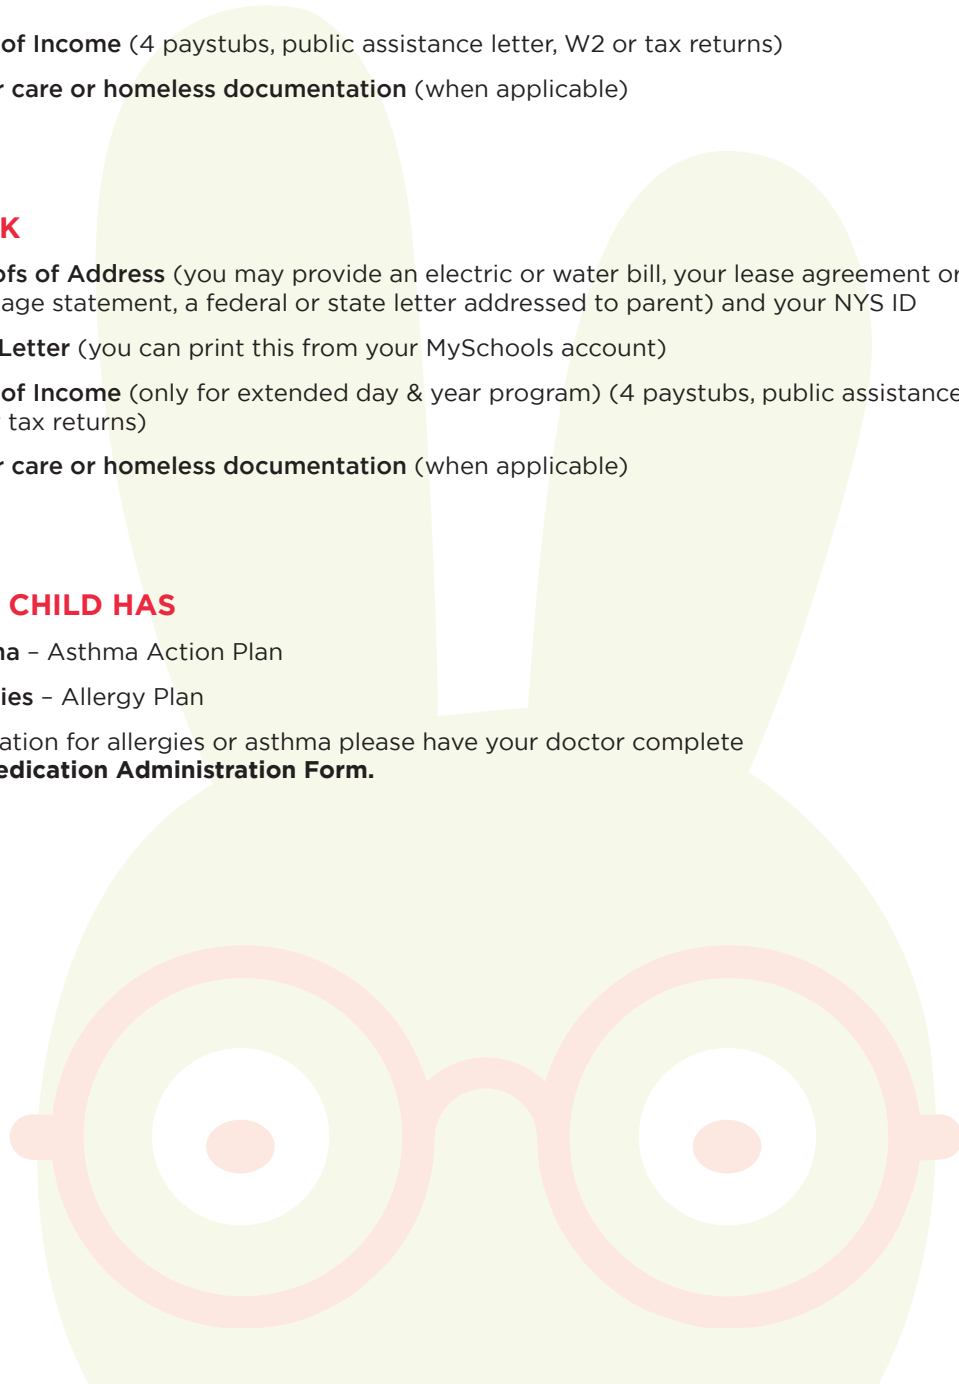 of Income (4 paystubs, public assistance letter, W2 or tax returns)
r care or homeless documentation (when applicable)
K
ofs of Address (you may provide an electric or water bill, your lease agreement or
age statement, a federal or state letter addressed to parent) and your NYS ID
Letter (you can print this from your MySchools account)
of Income (only for extended day & year program) (4 paystubs, public assistance
tax returns)
r care or homeless documentation (when applicable)
CHILD HAS
na – Asthma Action Plan
ies – Allergy Plan
ation for allergies or asthma please have your doctor complete
edication Administration Form.